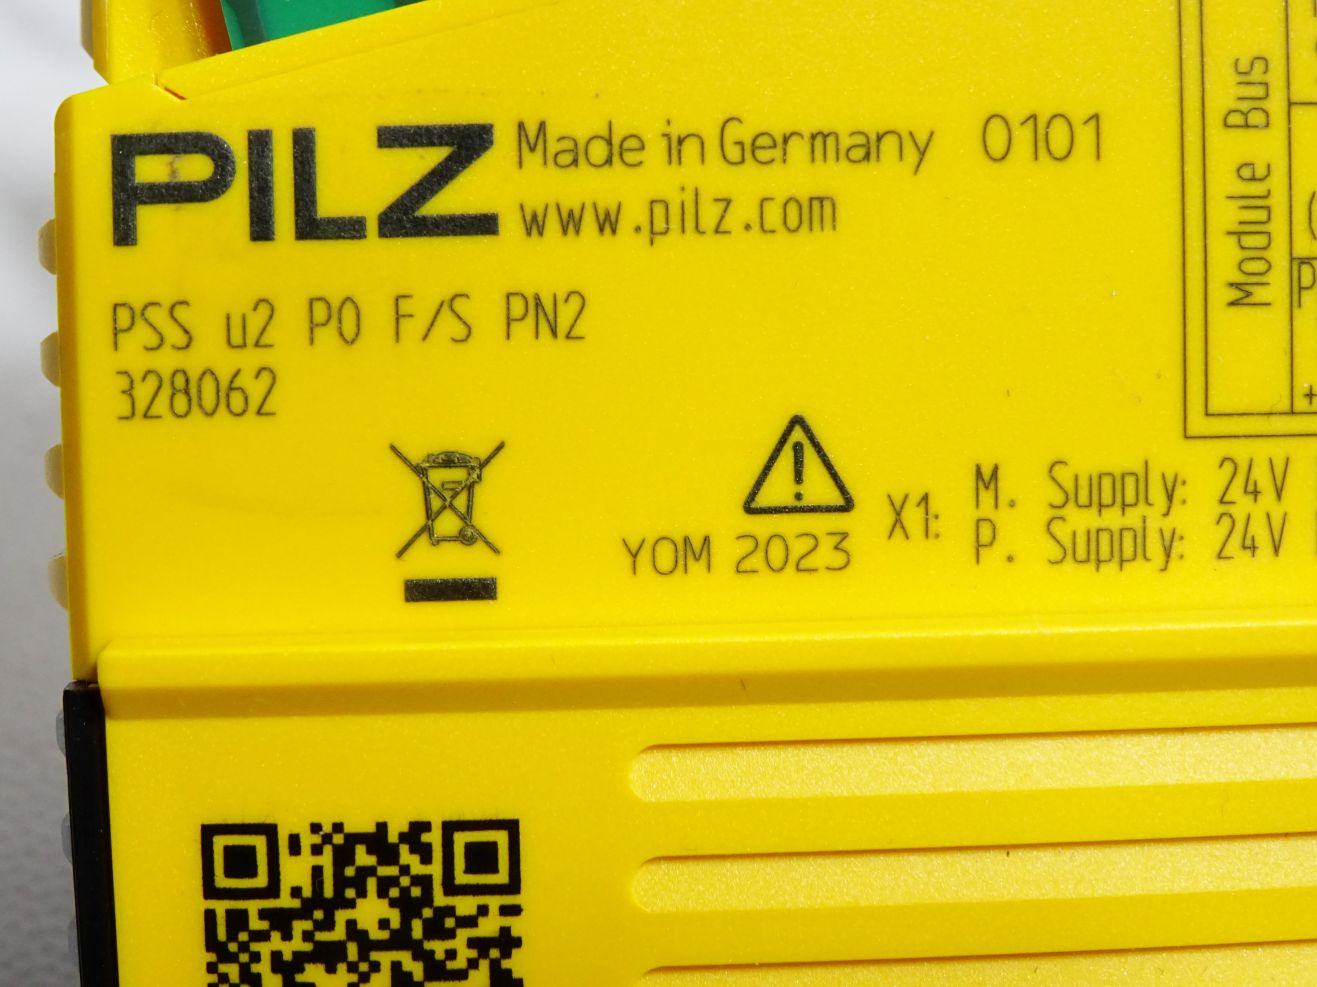 PILZ
Made in Germany 0101
www.pilz.com
PSS u2 P0 F/S PN2
328062
YOM 2023
X1:
M. Supply: 24V
P. Supply: 24V
Module Bus